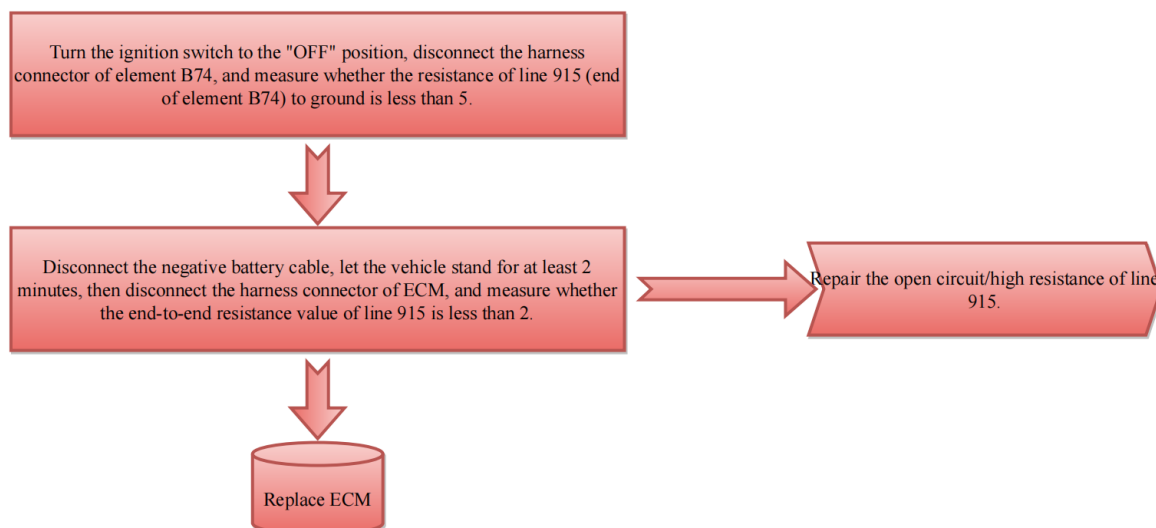 Turn the ignition switch to the "OFF" position, disconnect the harness
connector of element B74, and measure whether the resistance of line 915 (end
of element B74) to ground is less than 5.
Disconnect the negative battery cable, let the vehicle stand for at least 2
minutes, then disconnect the harness connector of ECM, and measure whether
the end-to-end resistance value of line 915 is less than 2.
Repair the open circuit/high resistance of line
915.
Replace ECM